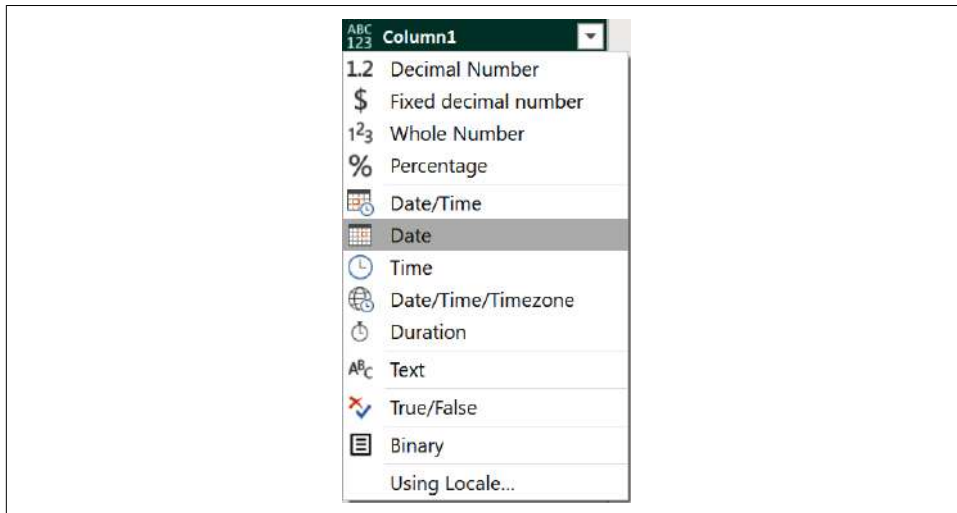 ABC
123 Column1
1.2 Decimal Number
$ Fixed decimal number
1²3 Whole Number
% Percentage
Date/Time
Date
Time
Date/Time/Timezone
Duration
ABC Text
True/False
Binary
Using Locale...